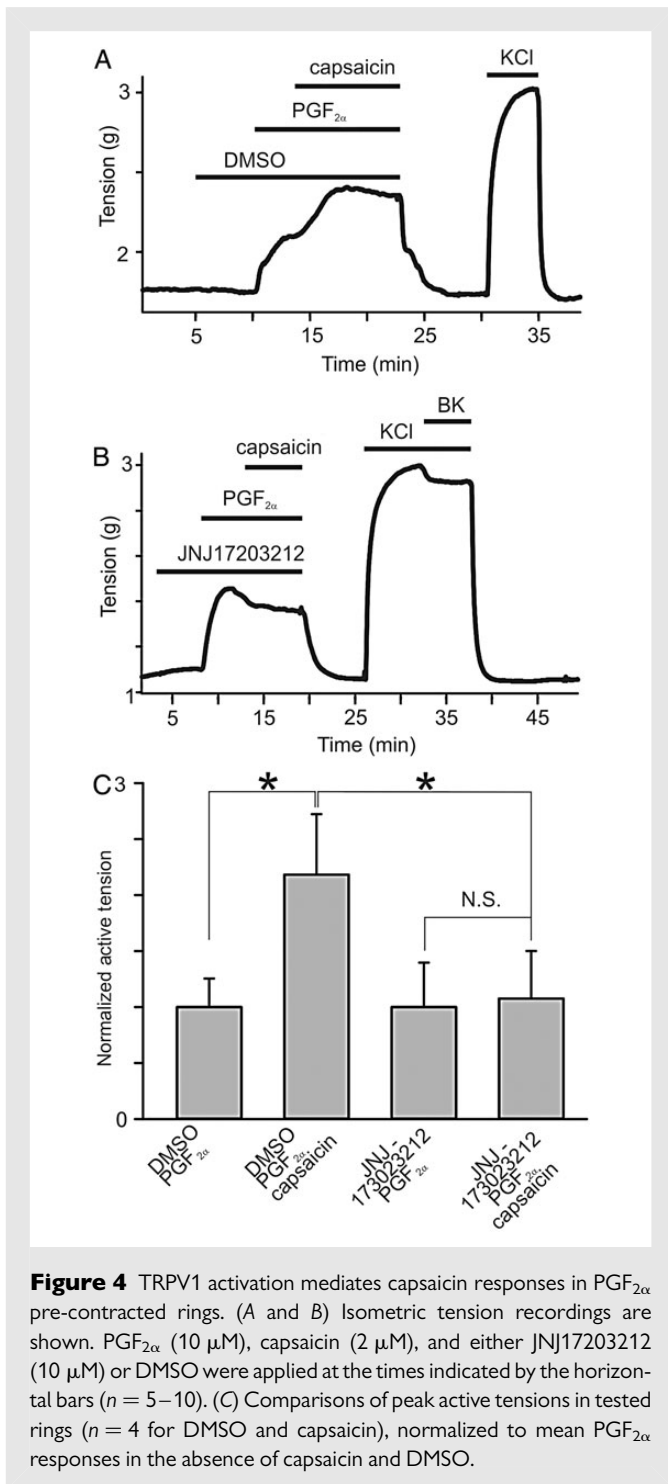 A
capsaicin
KCl
PGF2α
DMSO
3
2
Tension (g)
5 15 25 35
Time (min)
B
BK
KCl
capsaicin
PGF2α
JNJ17203212
3
1
Tension (g)
5 15 25 35 45
Time (min)
C
3
0
* *
N.S.
Normalized active tension
DMSO
PGF2α
DMSO
PGF2α,
capsaicin
JNJ -
173023212
PGF2α
JNJ -
173023212
PGF2α,
capsaicin
Figure 4 TRPV1 activation mediates capsaicin responses in PGF2α
pre-contracted rings. (A and B) Isometric tension recordings are
shown. PGF2α (10 μM), capsaicin (2 μM), and either JNJ17203212
(10 μM) or DMSO were applied at the times indicated by the horizon-
tal bars (n = 5–10). (C) Comparisons of peak active tensions in tested
rings (n = 4 for DMSO and capsaicin), normalized to mean PGF2α
responses in the absence of capsaicin and DMSO.